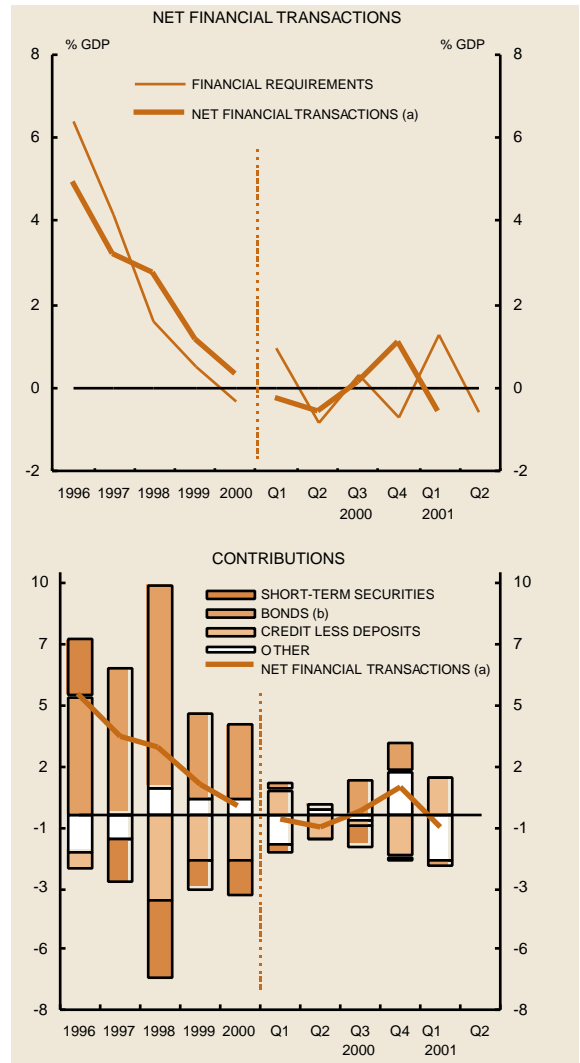 NET FINANCIAL TRANSACTIONS
% GDP % GDP
8 8
FINANCIAL REQUIREMENTS
NET FINANCIAL TRANSACTIONS (a)
6 6
4 4
2 2
0 0
-2 -2
1996 1997 1998 1999 2000 Q1 Q2 Q3 Q4 Q1 Q2
2000 2001
CONTRIBUTIONS
10 10
SHORT-TERM SECURITIES
BONDS (b)
CREDIT LESS DEPOSITS
OTHER
NET FINANCIAL TRANSACTIONS (a)
7 7
5 5
2 2
-1 -1
-3 -3
-6 -6
-8 -8
1996 1997 1998 1999 2000 Q1 Q2 Q3 Q4 Q1 Q2
2000 2001